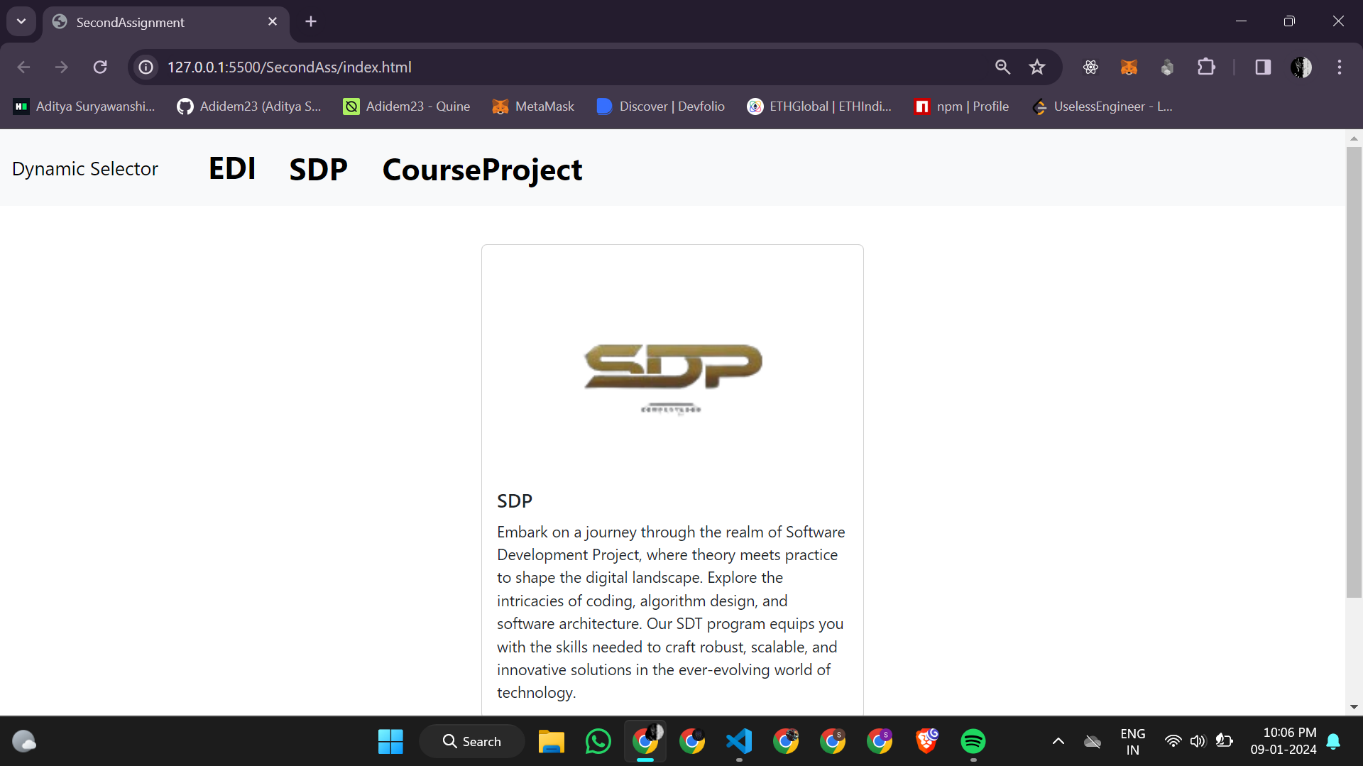 SecondAssignment
127.0.0.1:5500/SecondAss/index.html
Aditya Suryawanshi... Adidem23 (Aditya S... Adidem23 - Quine MetaMask Discover | Devfolio ETHGlobal | ETHIndi... npm | Profile UselessEngineer - L...
Dynamic Selector EDI SDP CourseProject
SDP
SDP
Embark on a journey through the realm of Software
Development Project, where theory meets practice
to shape the digital landscape. Explore the
intricacies of coding, algorithm design, and
software architecture. Our SDT program equips you
with the skills needed to craft robust, scalable, and
innovative solutions in the ever-evolving world of
technology.
Search
ENG
IN
10:06 PM
09-01-2024